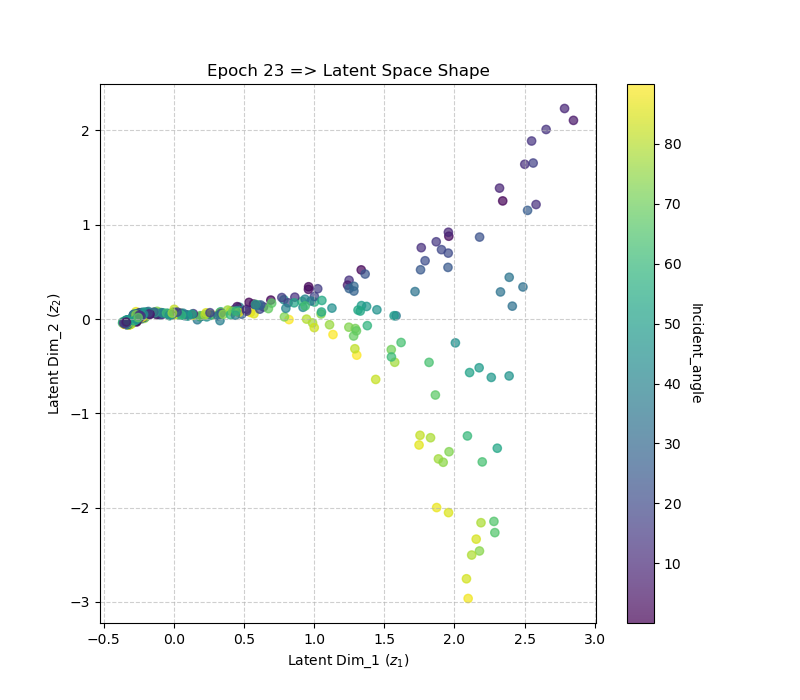 Epoch 23 => Latent Space Shape
2
1
0
−1
−2
−3
Latent Dim_2 (z₂)
−0.5 0.0 0.5 1.0 1.5 2.0 2.5 3.0
Latent Dim_1 (z₁)
80
70
60
50
40
30
20
10
Incident_angle